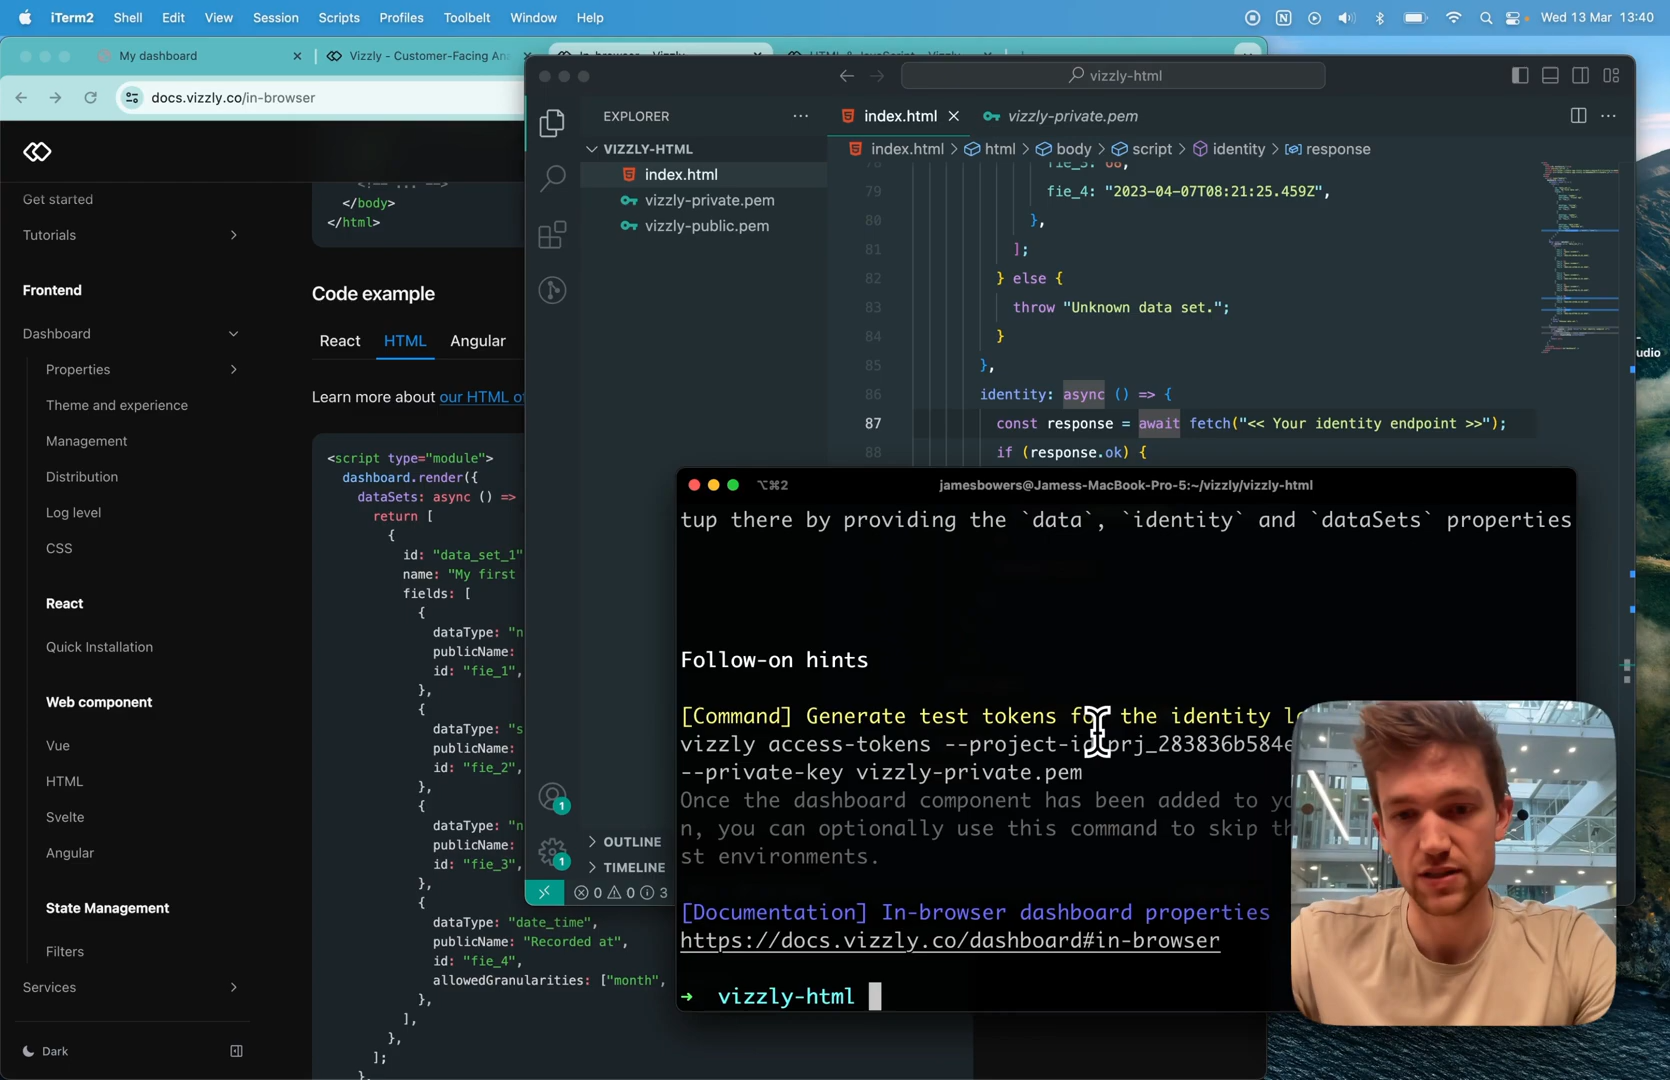 iTerm2 Shell Edit View Session Scripts Profiles Toolbelt Window Help
Wed 13 Mar 13:40
My dashboard
Vizzly - Customer-Facing An
docs.vizzly.co/in-browser
Get started
Tutorials
Frontend
Dashboard
Properties
Theme and experience
Management
Distribution
Log level
CSS
React
Quick Installation
Web component
Vue
HTML
Svelte
Angular
State Management
Filters
Services
Dark
<!-- ... -->
</body>
</html>
Code example
React HTML Angular
Learn more about our HTML
<script type="module">
dashboard.render({
dataSets: async () =>
return [
{
id: "data_set_1"
name: "My first
fields: [
{
dataType: "n
publicName:
id: "fie_1",
},
{
dataType: "s
publicName:
id: "fie_2",
},
{
dataType: "n
publicName:
id: "fie_3",
},
{
dataType: "date_time",
publicName: "Recorded at",
id: "fie_4",
allowedGranularities: ["month",
},
],
},
];
},
vizzly-html
EXPLORER
VIZZLY-HTML
index.html
vizzly-private.pem
vizzly-public.pem
OUTLINE
TIMELINE
1
1
0 0 3
index.html vizzly-private.pem
index.html > html > body > script > identity > response
78 fie_3: 68,
79 fie_4: "2023-04-07T08:21:25.459Z",
80 },
81 ];
82 } else {
83 throw "Unknown data set.";
84 }
85 },
86 identity: async () => {
87 const response = await fetch("<< Your identity endpoint >>");
88 if (response.ok) {
⌥⌘2 jamesbowers@Jamess-MacBook-Pro-5:~/vizzly/vizzly-html
tup there by providing the `data`, `identity` and `dataSets` properties
Follow-on hints
[Command] Generate test tokens for the identity
vizzly access-tokens --project-id prj_283836b584
--private-key vizzly-private.pem
Once the dashboard component has been added to
n, you can optionally use this command to skip
st environments.
[Documentation] In-browser dashboard properties
https://docs.vizzly.co/dashboard#in-browser
→ vizzly-html
udio